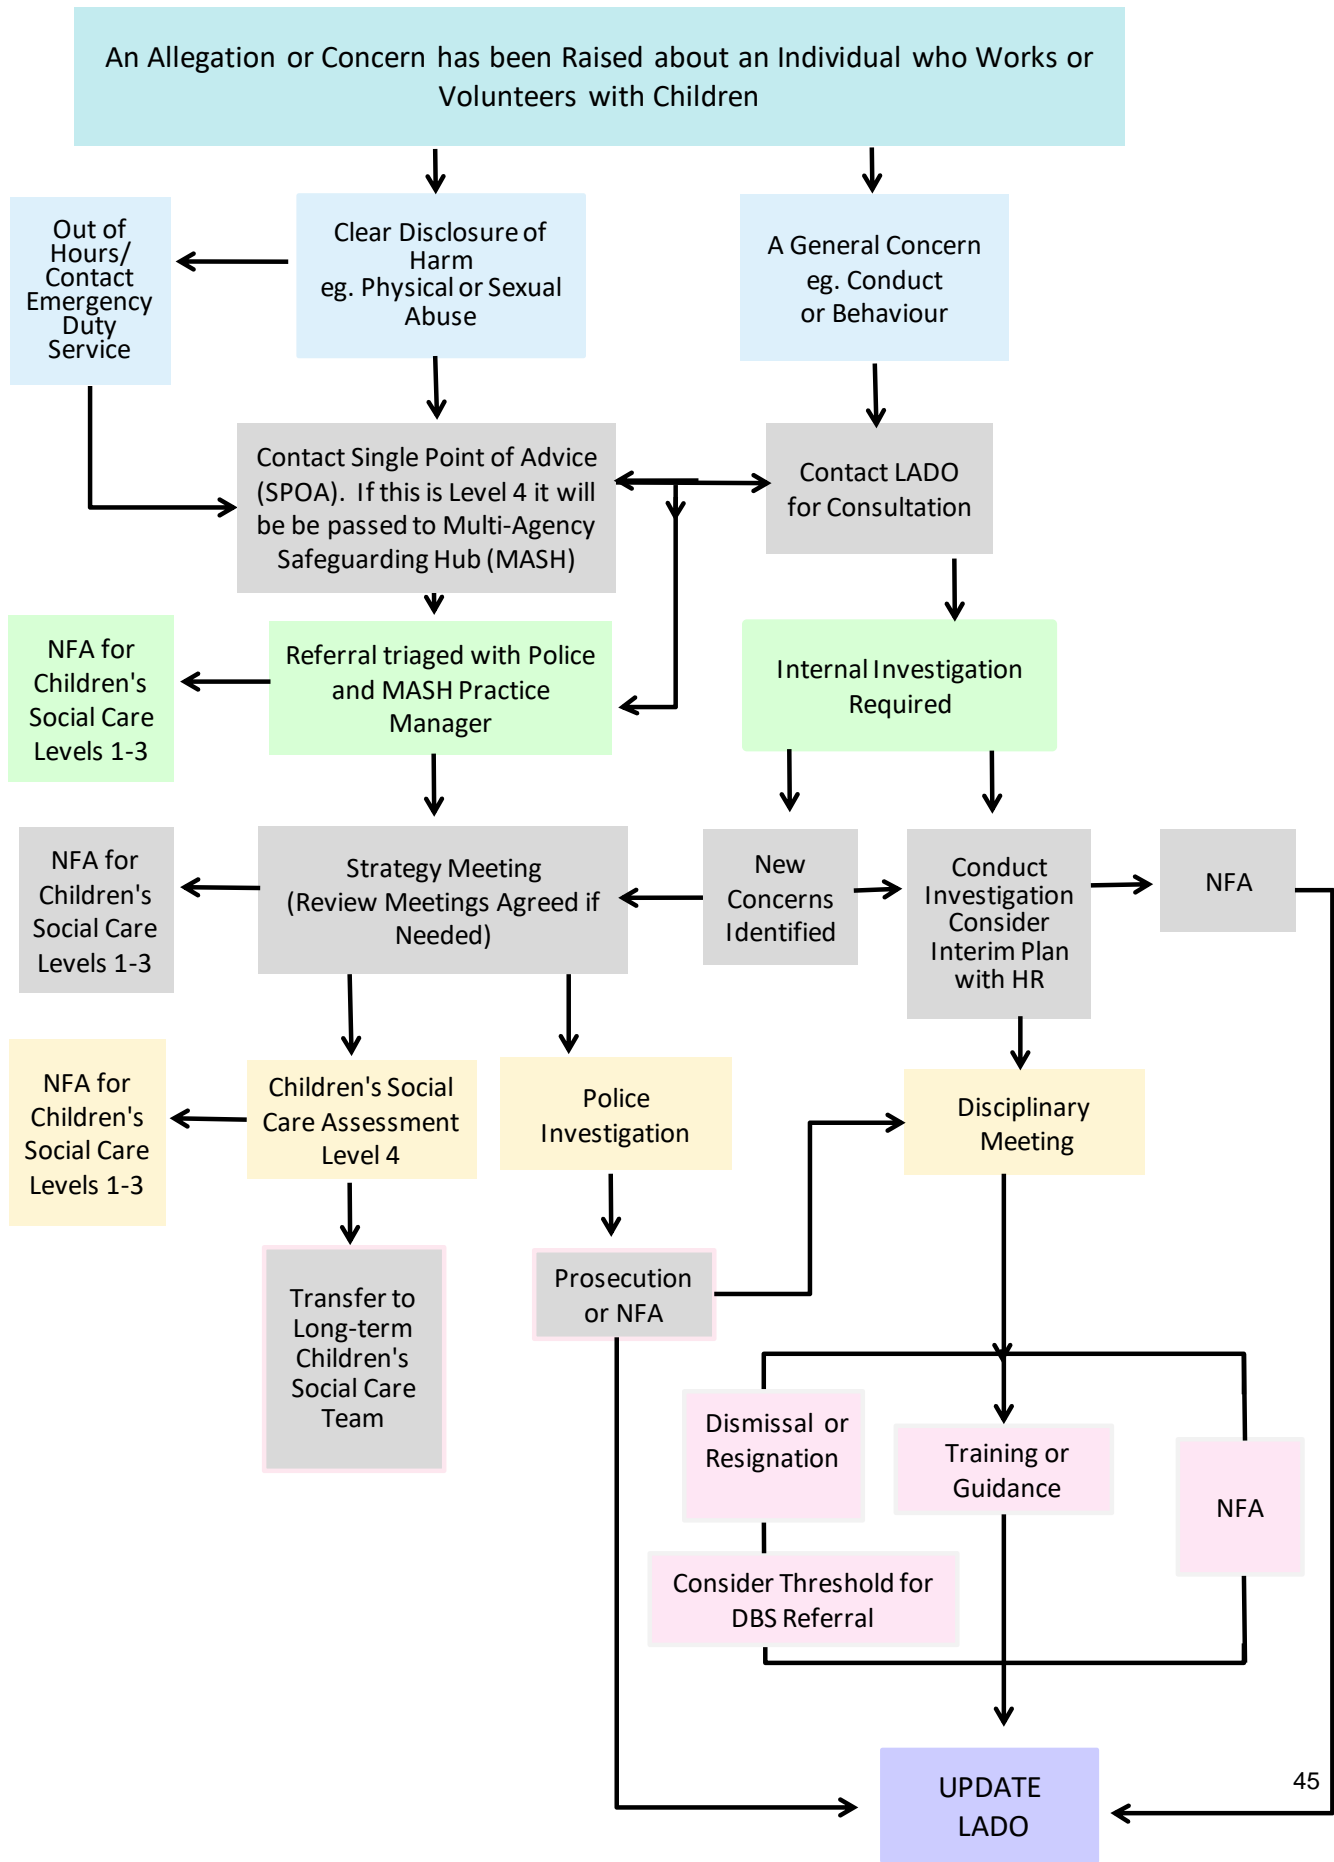 An Allegation or Concern has been Raised about an Individual who Works or
Volunteers with Children
Out of
Hours/
Contact
Emergency
Duty
Service
Clear Disclosure of
Harm
eg. Physical or Sexual
Abuse
A General Concern
eg. Conduct
or Behaviour
Contact Single Point of Advice
(SPOA). If this is Level 4 it will
be be passed to Multi-Agency
Safeguarding Hub (MASH)
Contact LADO
for Consultation
NFA for
Children's
Social Care
Levels 1-3
Referral triaged with Police
and MASH Practice
Manager
Internal Investigation
Required
NFA for
Children's
Social Care
Levels 1-3
Strategy Meeting
(Review Meetings Agreed if
Needed)
New
Concerns
Identified
Conduct
Investigation
Consider
Interim Plan
with HR
NFA
NFA for
Children's
Social Care
Levels 1-3
Children's Social
Care Assessment
Level 4
Police
Investigation
Disciplinary
Meeting
Transfer to
Long-term
Children's
Social Care
Team
Prosecution
or NFA
Dismissal or
Resignation
Training or
Guidance
NFA
Consider Threshold for
DBS Referral
UPDATE
LADO
45